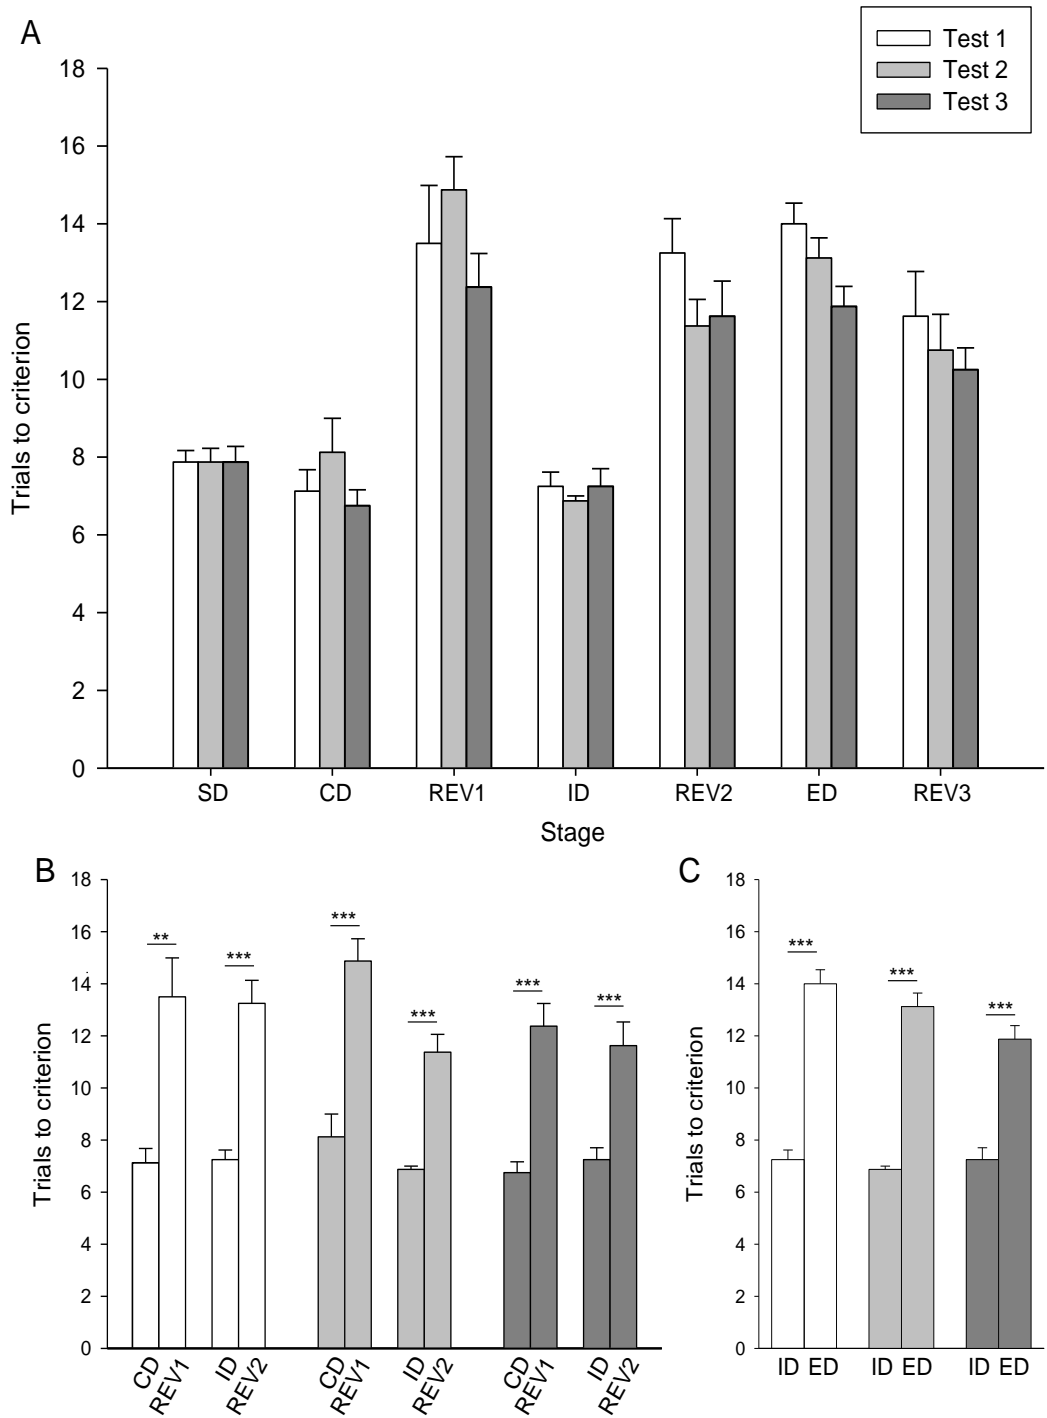 A
Test 1
Test 2
Test 3
18
16
14
12
10
8
6
4
2
0
Trials to criterion
SD CD REV1 ID REV2 ED REV3
Stage
B
18
16
14
12
10
8
6
4
2
0
Trials to criterion
** *** *** *** *** ***
CD REV1 ID REV2 CD REV1 ID REV2 CD REV1 ID REV2
C
18
16
14
12
10
8
6
4
2
0
Trials to criterion
*** *** ***
ID ED ID ED ID ED